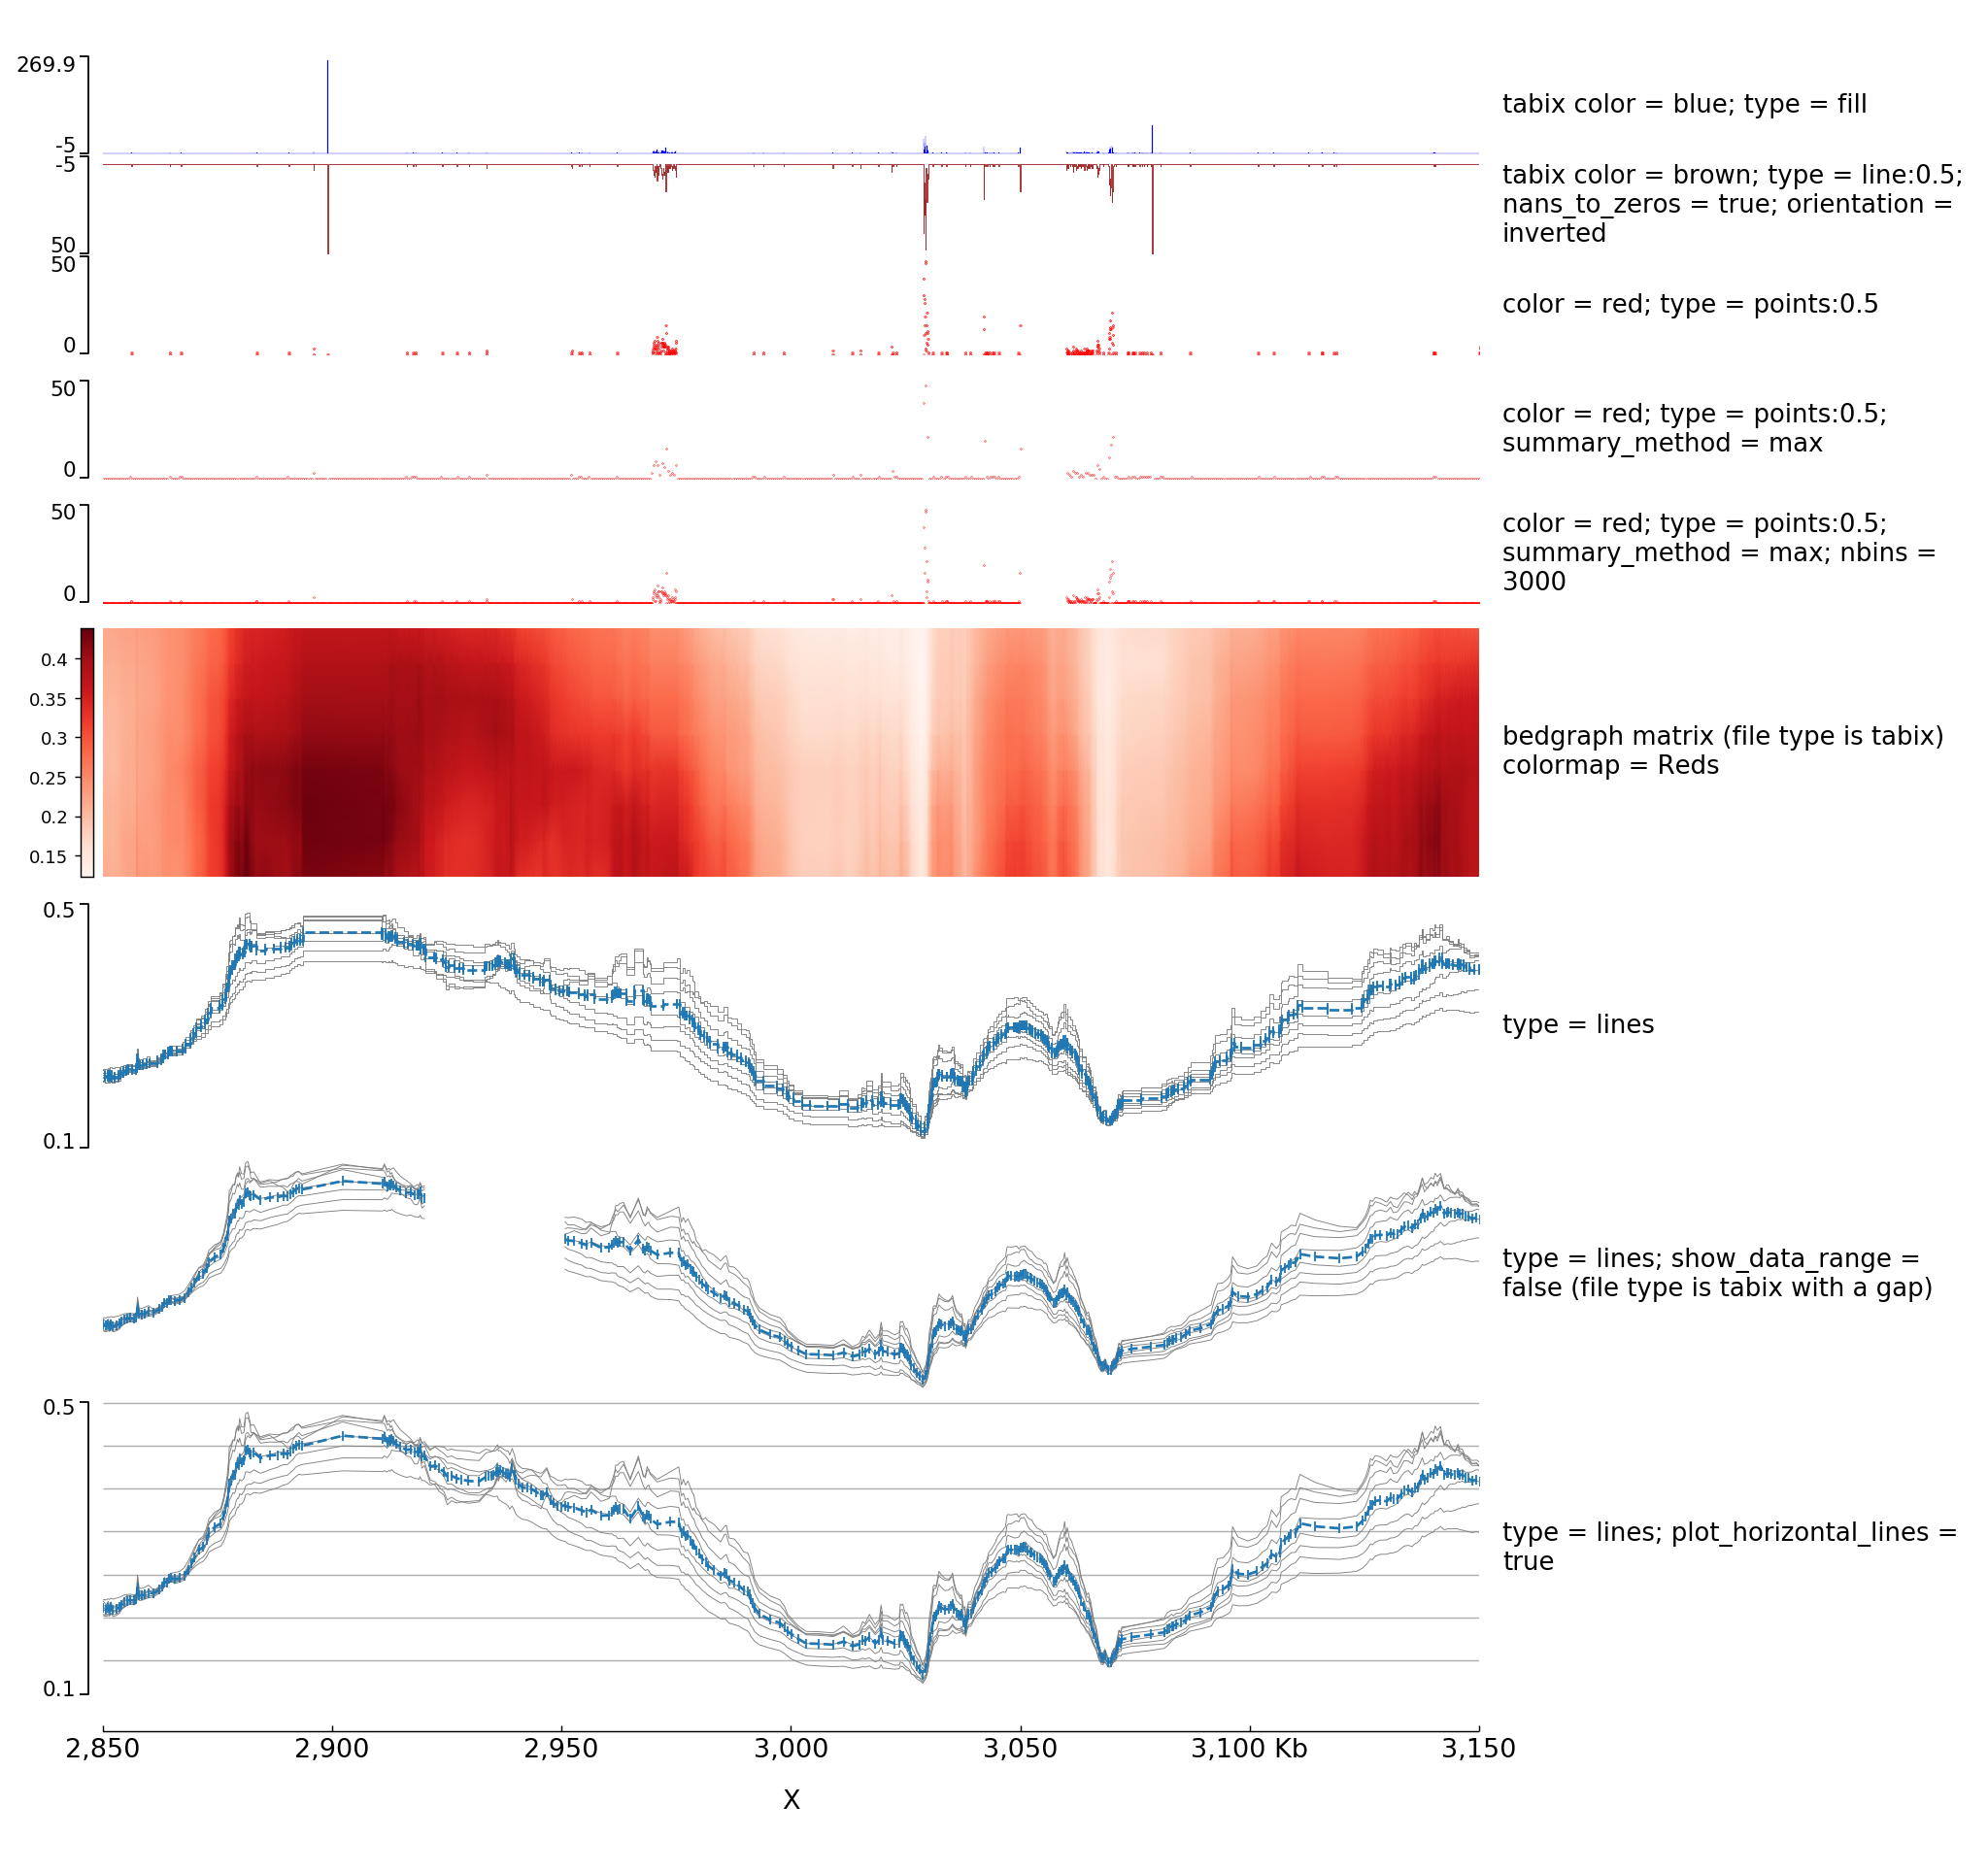 269.9
-5
tabix color = blue; type = fill
-5
50
tabix color = brown; type = line:0.5;
nans_to_zeros = true; orientation =
inverted
50
0
color = red; type = points:0.5
50
0
color = red; type = points:0.5;
summary_method = max
50
0
color = red; type = points:0.5;
summary_method = max; nbins =
3000
0.4
0.35
0.3
0.25
0.2
0.15
bedgraph matrix (file type is tabix)
colormap = Reds
0.5
0.1
type = lines
type = lines; show_data_range =
false (file type is tabix with a gap)
0.5
0.1
type = lines; plot_horizontal_lines =
true
2,850 2,900 2,950 3,000 3,050 3,100 Kb 3,150
X